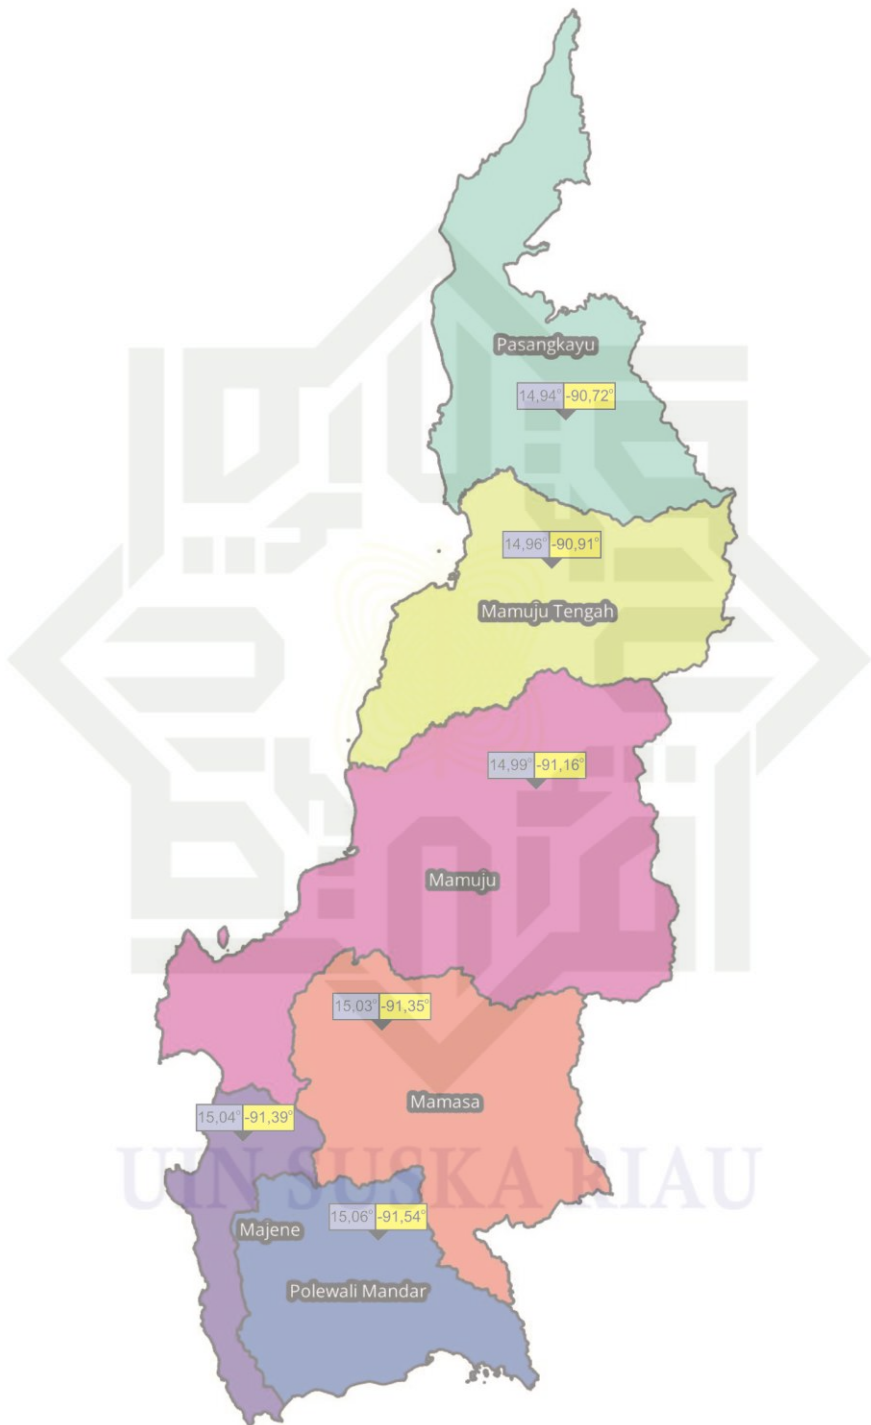 Pasangkayu
14,94° -90,72°
14,96° -90,91°
Mamuju Tengah
14,99° -91,16°
Mamuju
15,03° -91,35°
Mamasa
15,04° -91,39°
UIN SUSKA RIAU
15,06° -91,54°
Majene
Polewali Mandar